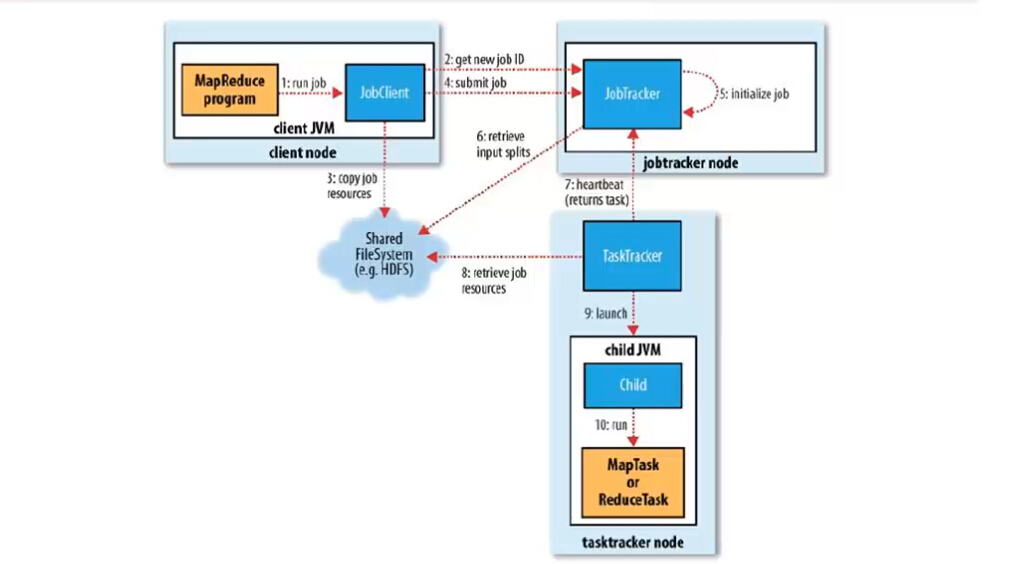 MapReduce
program
1: run job
JobClient
client JVM
client node
2: get new job ID
4: submit job
JobTracker
5: initialize job
jobtracker node
3: copy job
resources
6: retrieve
input splits
7: heartbeat
(returns task)
Shared
FileSystem
(e.g. HDFS)
8: retrieve job
resources
TaskTracker
9: launch
child JVM
Child
10: run
MapTask
or
ReduceTask
tasktracker node